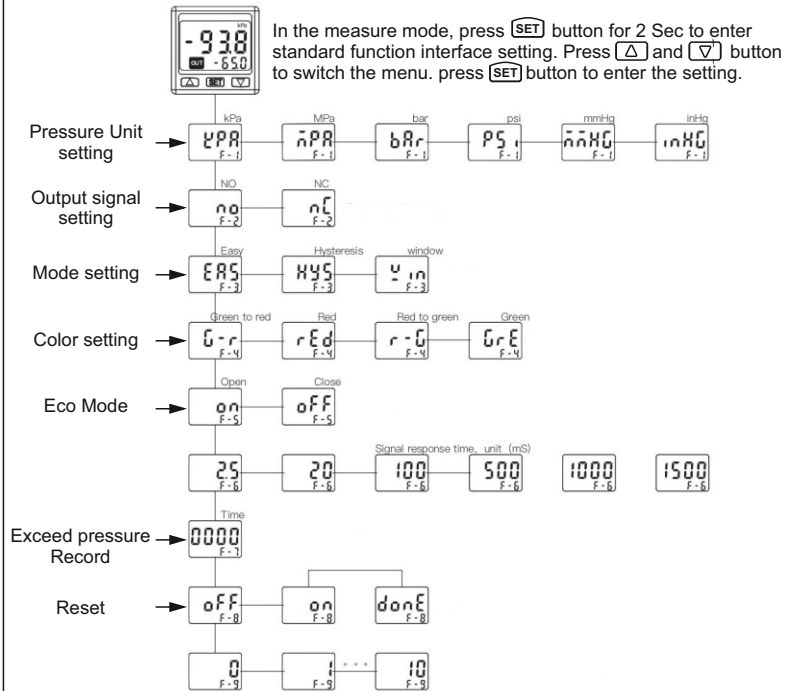 kPa
-93.8
OUT -65.0
SET
In the measure mode, press SET button for 2 Sec to enter
standard function interface setting. Press △ and ▽ button
to switch the menu. press SET button to enter the setting.
kPa MPa bar psi mmHg inHg
Pressure Unit
setting
KPA MPA bAr PSi mmHG inHG
F-1 F-1 F-1 F-1 F-1 F-1
NO NC
Output signal
setting
no nC
F-2 F-2
Easy Hysteresis window
Mode setting
EAS HYS Win
F-3 F-3 F-3
Green to red Red Red to green Green
Color setting
G-r rEd r-G GrE
F-4 F-4 F-4 F-4
Open Close
Eco Mode
on oFF
F-5 F-5
Signal response time, unit (mS)
2.5 20 100 500 1000 1500
F-6 F-6 F-6 F-6 F-6 F-6
Time
Exceed pressure
Record
0000
F-7
Reset
oFF on donE
F-8 F-8 F-8
0 1 ··· 10
F-9 F-9 F-9